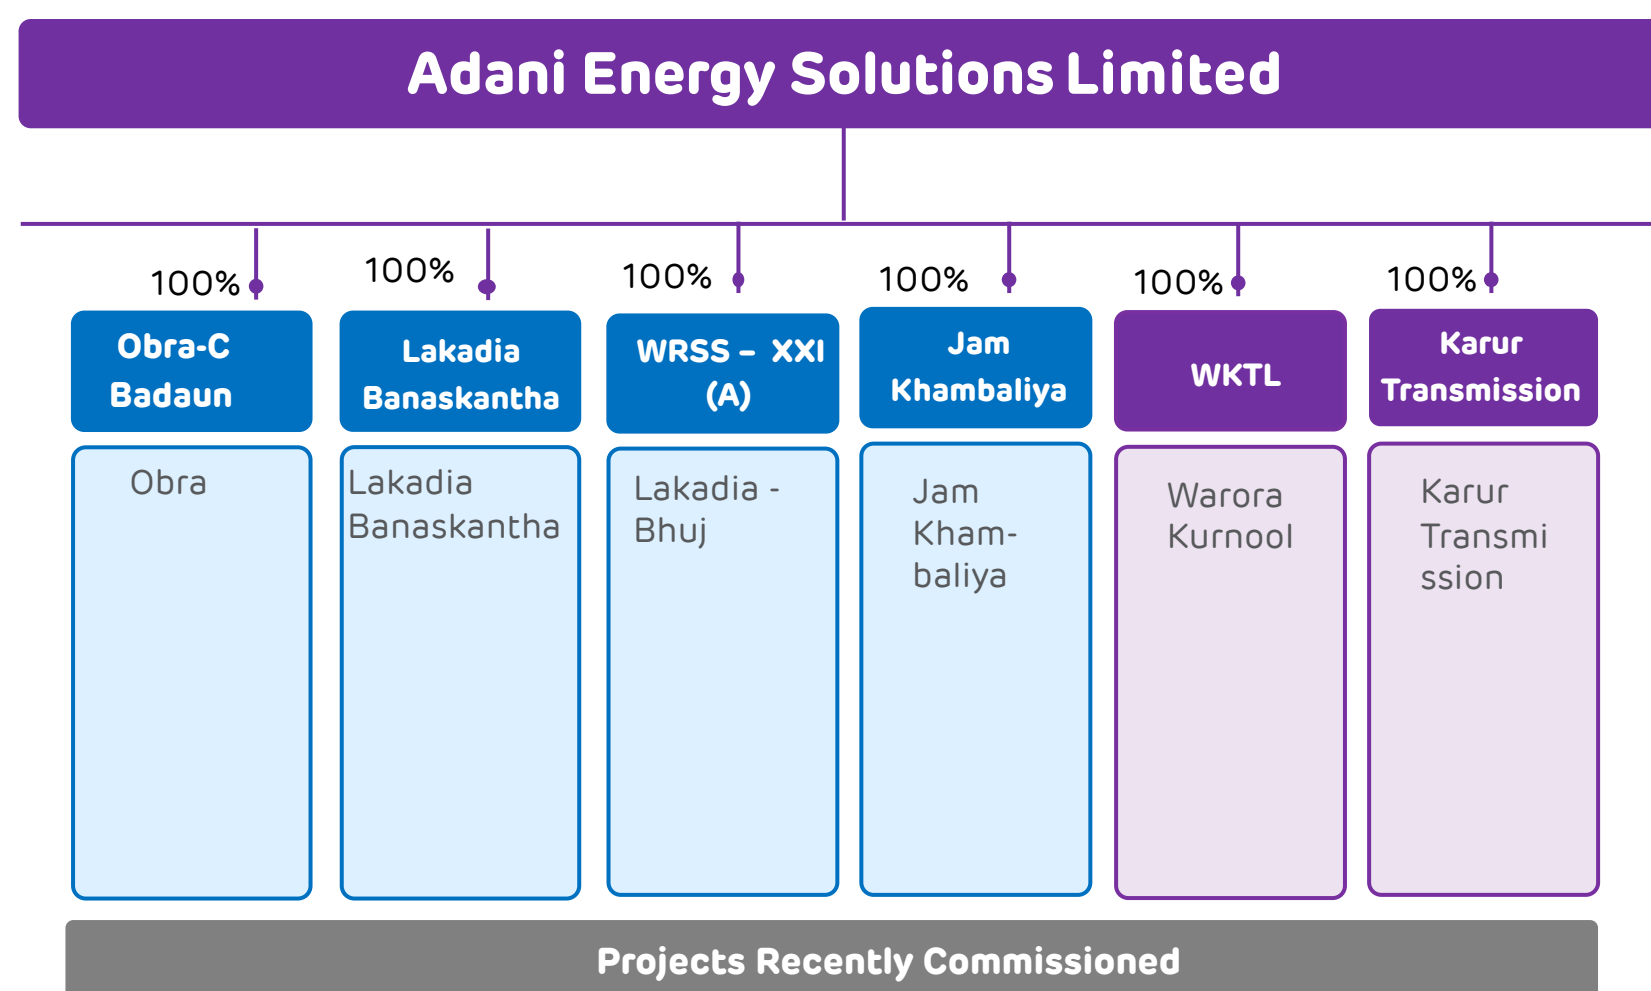 Adani Energy Solutions Limited
100%
100%
100%
100%
100%
100%
Obra-C
Badaun
Lakadia
Banaskantha
WRSS – XXI
(A)
Jam
Khambaliya
WKTL
Karur
Transmission
Obra
Lakadia
Banaskantha
Lakadia -
Bhuj
Jam
Kham-
baliya
Warora
Kurnool
Karur
Transmi
ssion
Projects Recently Commissioned